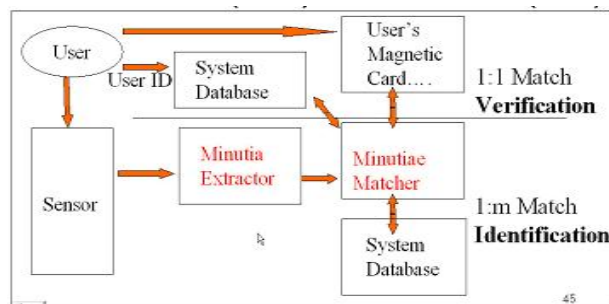 User
User ID
System
Database
User's
Magnetic
Card....
1:1 Match
Verification
Sensor
Minutia
Extractor
Minutiae
Matcher
1:m Match
Identification
System
Database
45